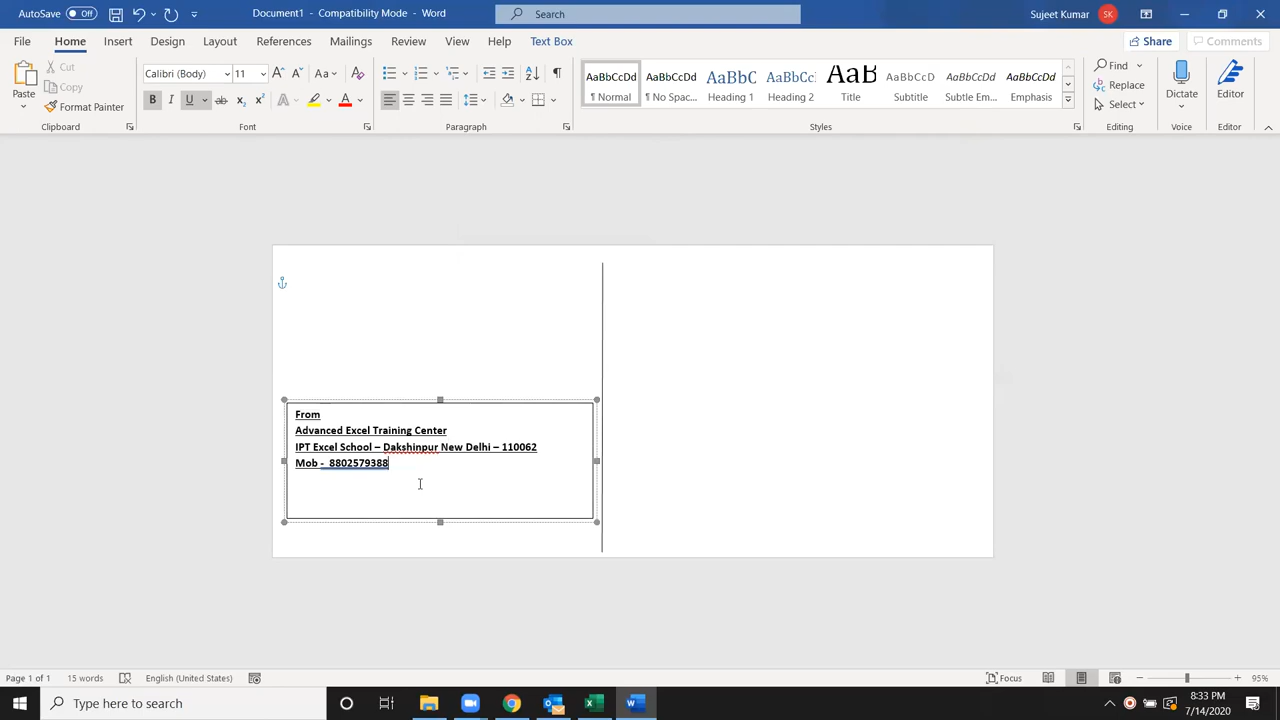 AutoSave Off Document1 - Compatibility Mode - Word Search Sujeet Kumar SK
File Home Insert Design Layout References Mailings Review View Help Text Box Share Comments
Paste Cut Copy Format Painter
Calibri (Body) 11 Aa
B I U ab x₂ x² A A
AaBbCcDd AaBbCcDd AaBbC AaBbCc AaB AaBbCcD AaBbCcDd AaBbCcDd
¶ Normal ¶ No Spac... Heading 1 Heading 2 Title Subtitle Subtle Em... Emphasis
Find
Replace
Select
Dictate Editor
Clipboard Font Paragraph Styles Editing Voice Editor
From
Advanced Excel Training Center
IPT Excel School – Dakshinpur New Delhi – 110062
Mob - 8802579388
Page 1 of 1 15 words English (United States) Focus 95%
Type here to search
8:33 PM
7/14/2020